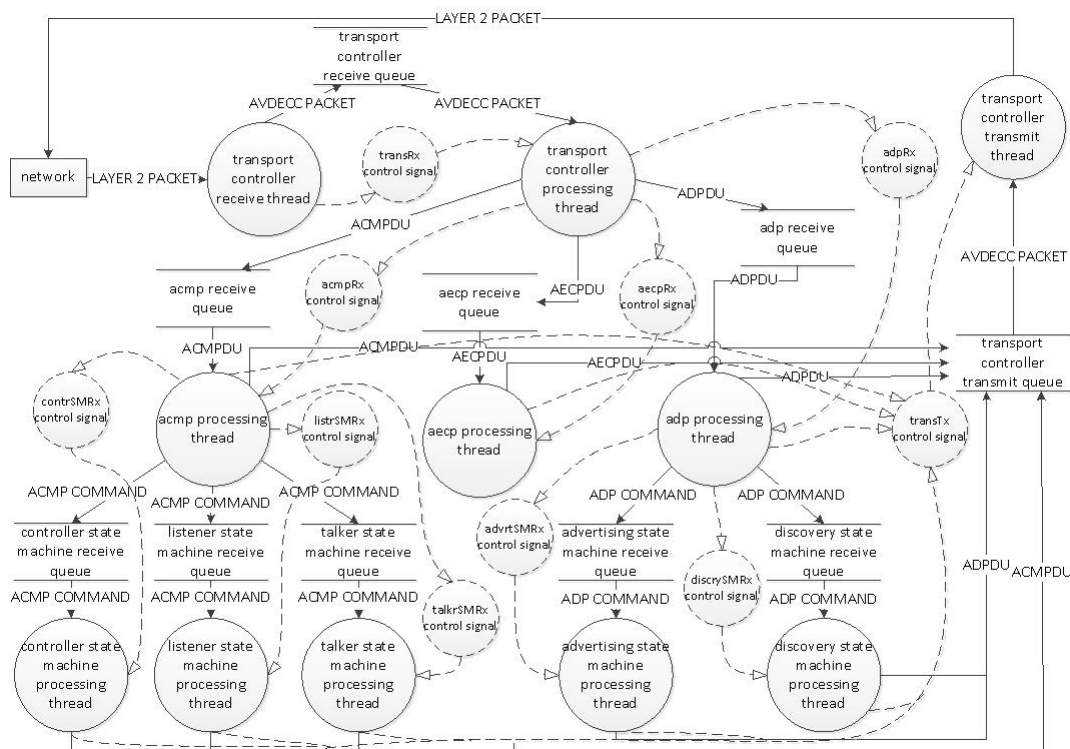 LAYER 2 PACKET
transport
controller
receive queue
AVDECC PACKET
AVDECC PACKET
transport
controller
transmit
thread
transport
controller
receive thread
transRx
control signal
transport
controller
processing
thread
adpRx
control signal
network
LAYER 2 PACKET
ADPDU
ACMPDU
adp receive
queue
AVDECC PACKET
acmp receive
queue
acmpRx
control signal
aecp receive
queue
AECPDU
aecpRx
control signal
ADPDU
ACMPDU
ACMPDU
AECPDU
AECPDU
ADPDU
transport
controller
transmit queue
contrSMRx
control signal
acmp processing
thread
listrSMRx
control signal
aecp processing
thread
adp processing
thread
transTx
control signal
ACMP COMMAND
ACMP COMMAND
ACMP COMMAND
ADP COMMAND
ADP COMMAND
controller state
machine receive
queue
listener state
machine receive
queue
talker state
machine receive
queue
advrtSMRx
control signal
advertising state
machine receive
queue
discovery state
machine receive
queue
discrySMRx
control signal
ADPDU
ACMPDU
ACMP COMMAND
ACMP COMMAND
ACMP COMMAND
talkrSMRx
control signal
ADP COMMAND
ADP COMMAND
controller state
machine
processing
thread
listener state
machine
processing
thread
talker state
machine
processing
thread
advertising state
machine
processing
thread
discovery state
machine
processing
thread